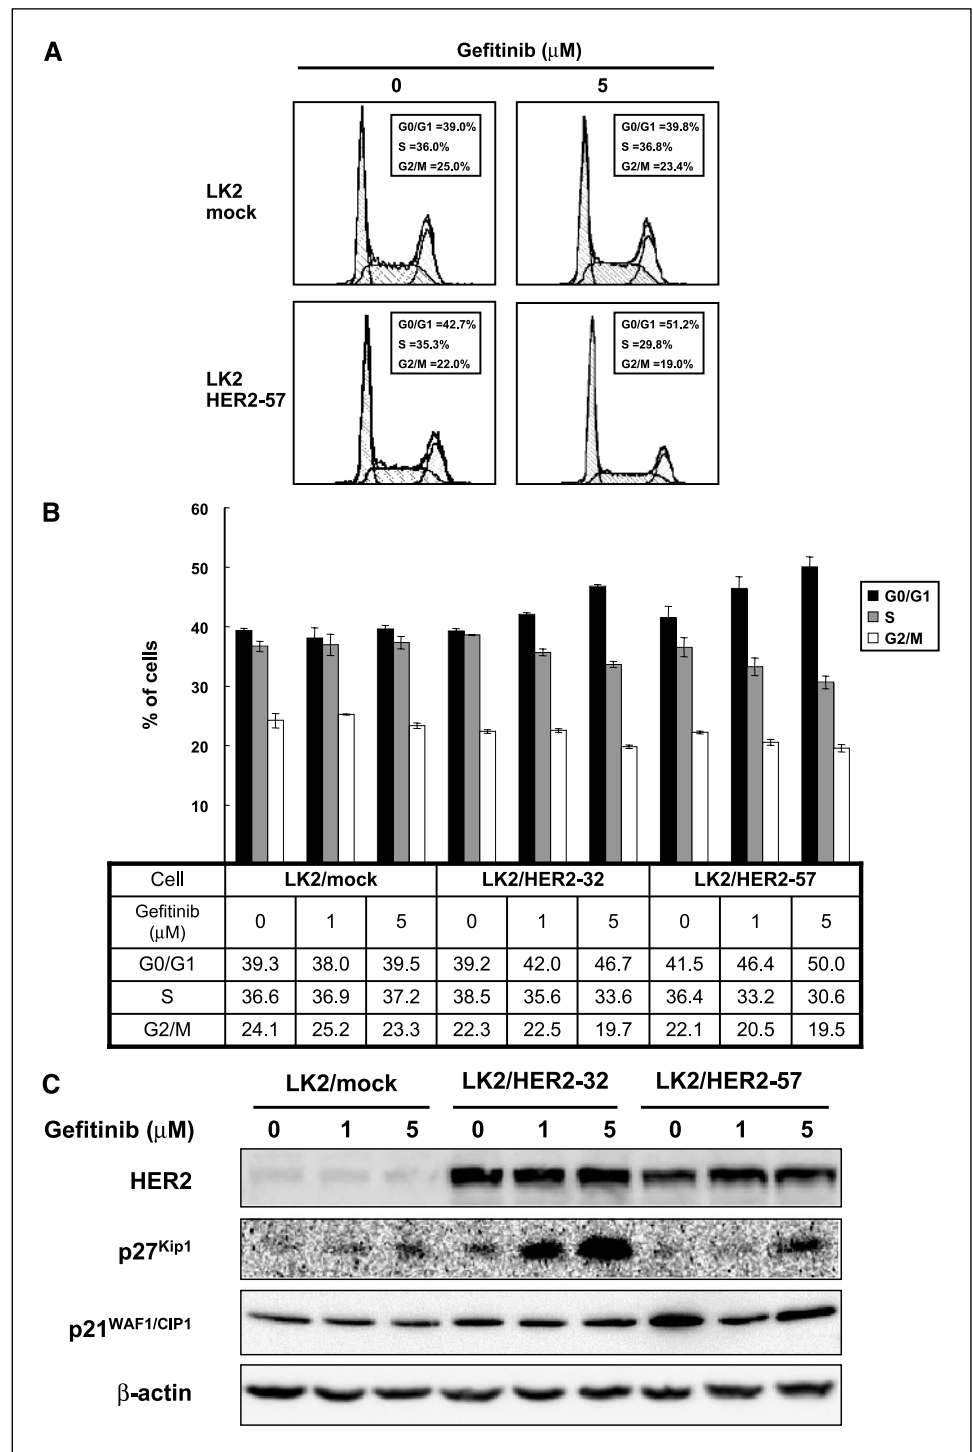 A
Gefitinib (μM)
0 5
LK2
mock
G0/G1 =39.0%
S =36.0%
G2/M =25.0%
G0/G1 =39.8%
S =36.8%
G2/M =23.4%
LK2
HER2-57
G0/G1 =42.7%
S =35.3%
G2/M =22.0%
G0/G1 =51.2%
S =29.8%
G2/M =19.0%
B
% of cells
60
50
40
30
20
10
G0/G1
S
G2/M
Cell LK2/mock LK2/HER2-32 LK2/HER2-57
Gefitinib
(μM) 0 1 5 0 1 5 0 1 5
G0/G1 39.3 38.0 39.5 39.2 42.0 46.7 41.5 46.4 50.0
S 36.6 36.9 37.2 38.5 35.6 33.6 36.4 33.2 30.6
G2/M 24.1 25.2 23.3 22.3 22.5 19.7 22.1 20.5 19.5
C
LK2/mock LK2/HER2-32 LK2/HER2-57
Gefitinib (μM) 0 1 5 0 1 5 0 1 5
HER2
p27Kip1
p21WAF1/CIP1
β-actin